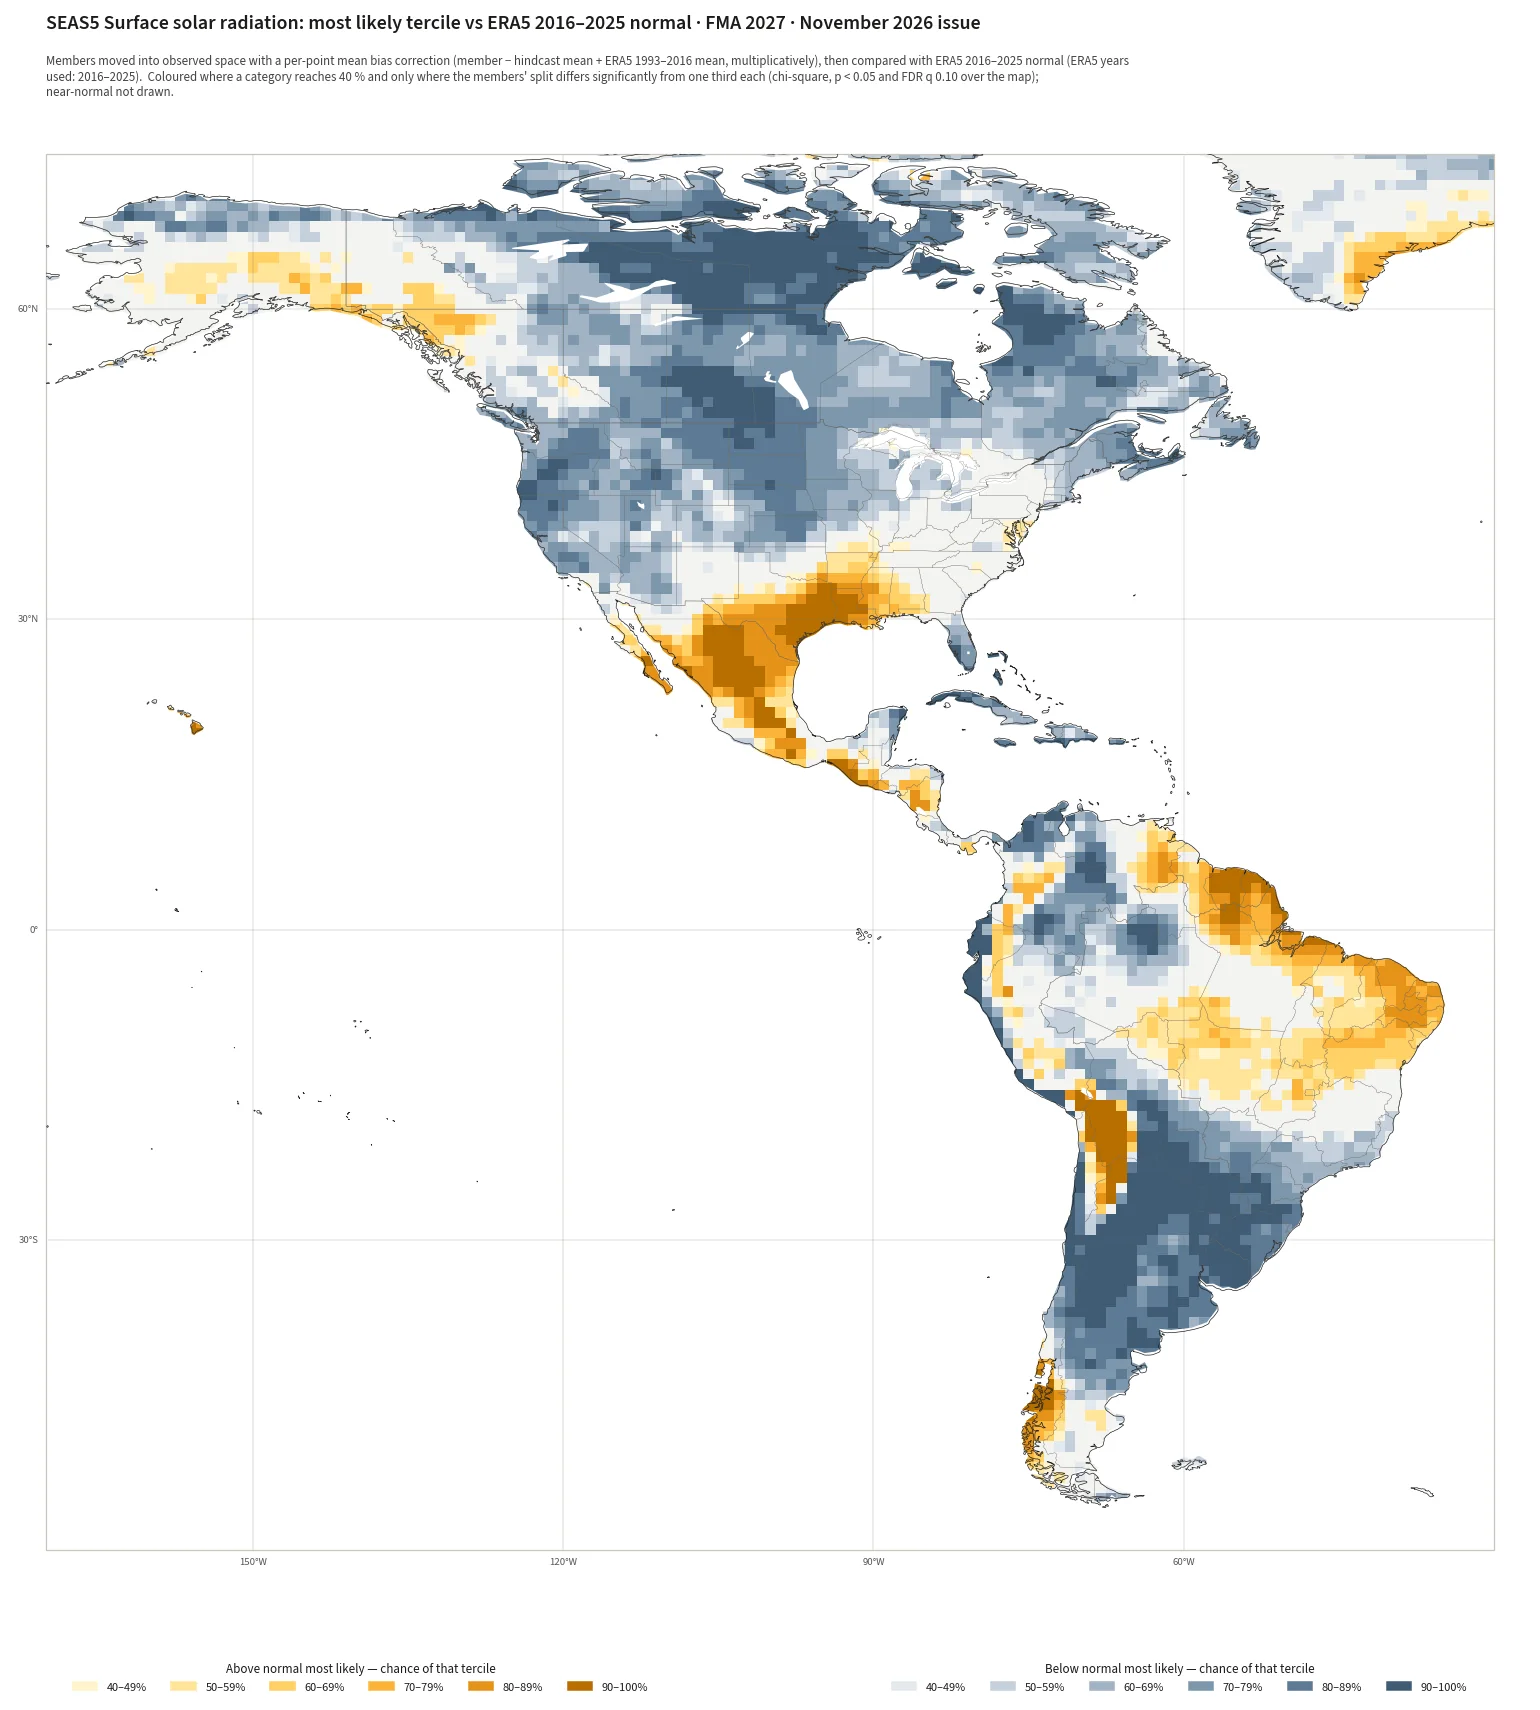 SEAS5 Surface solar radiation: most likely tercile vs ERA5 2016–2025 normal · FMA 2027 · November 2026 issue
Members moved into observed space with a per-point mean bias correction (member − hindcast mean + ERA5 1993–2016 mean, multiplicatively), then compared with ERA5 2016–2025 normal (ERA5 years
used: 2016–2025).  Coloured where a category reaches 40 % and only where the members' split differs significantly from one third each (chi-square, p < 0.05 and FDR q 0.10 over the map);
near-normal not drawn.
60°N
30°N
0°
30°S
150°W
120°W
90°W
60°W
Above normal most likely — chance of that tercile
40–49%
50–59%
60–69%
70–79%
80–89%
90–100%
Below normal most likely — chance of that tercile
40–49%
50–59%
60–69%
70–79%
80–89%
90–100%